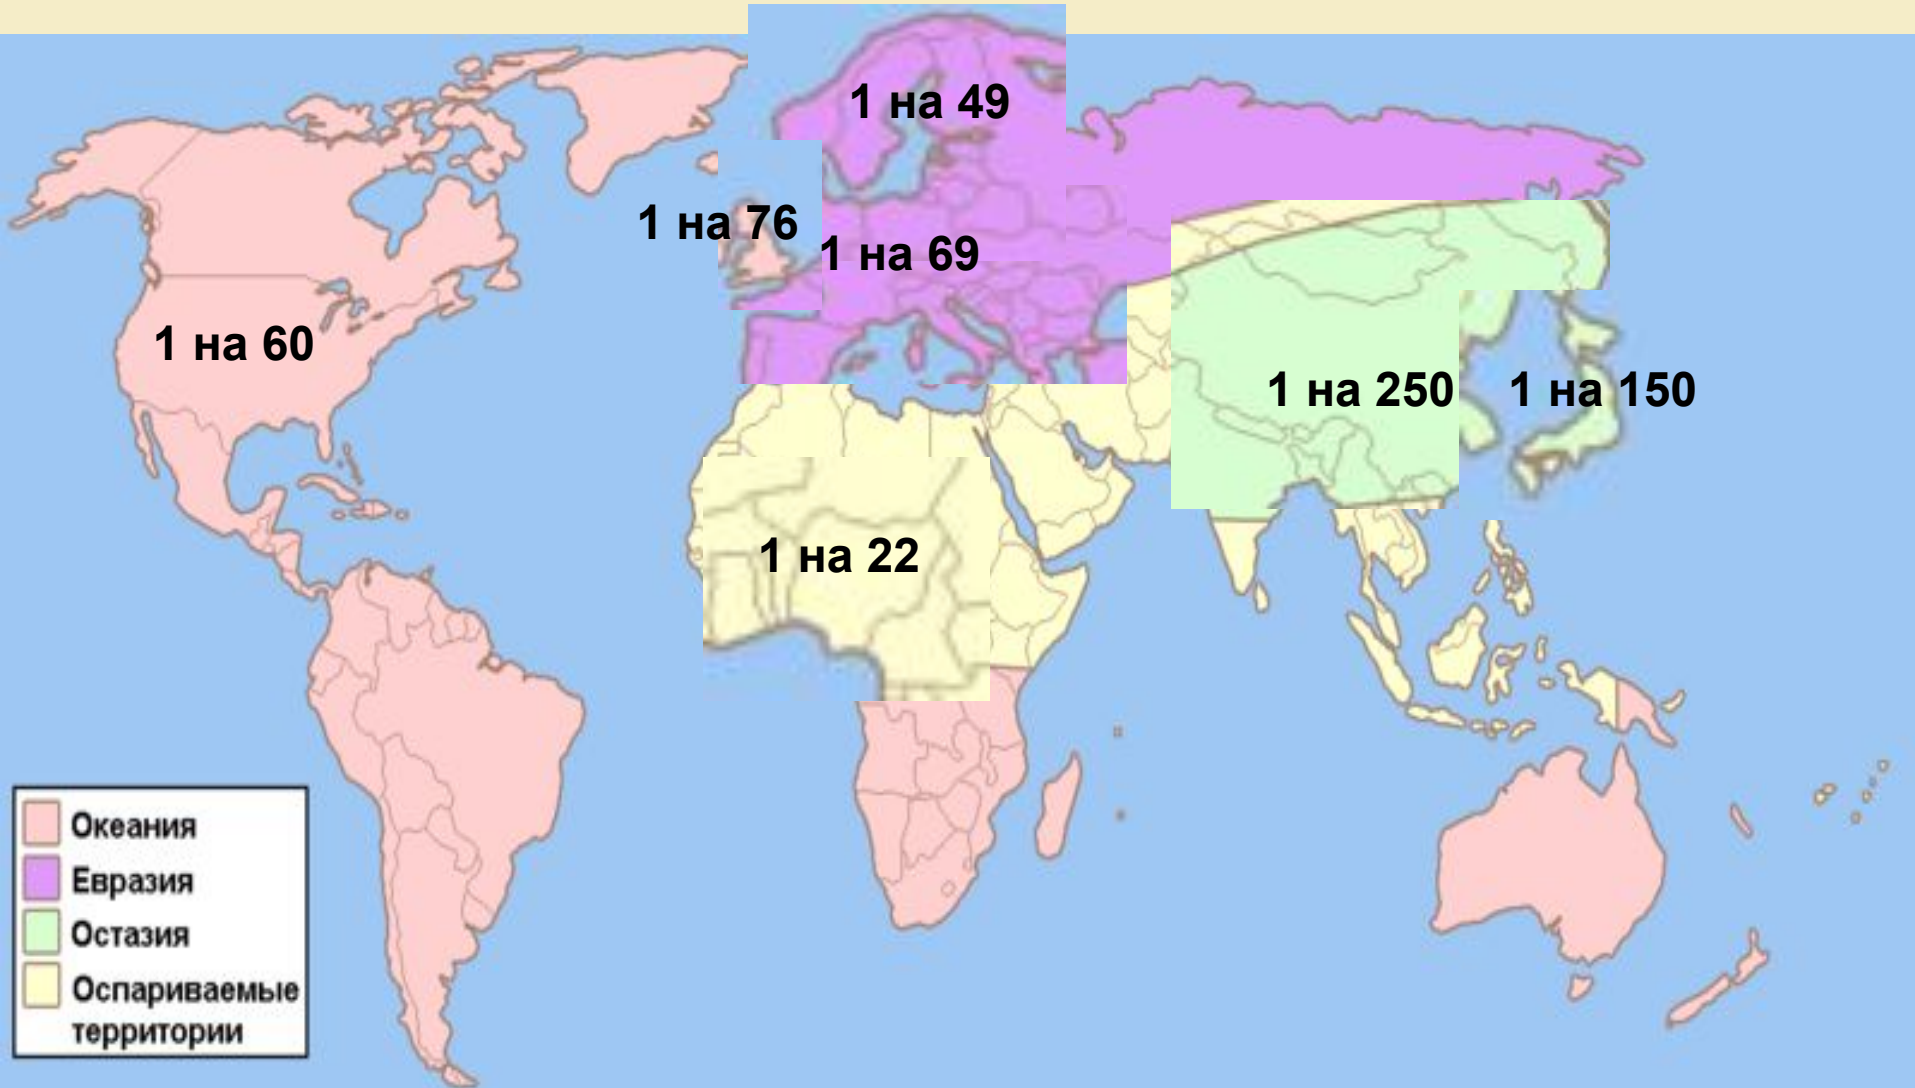 1 на 49
1 на 76
1 на 69
1 на 60
1 на 250
1 на 150
1 на 22
Океания
Евразия
Остазия
Оспариваемые
территории